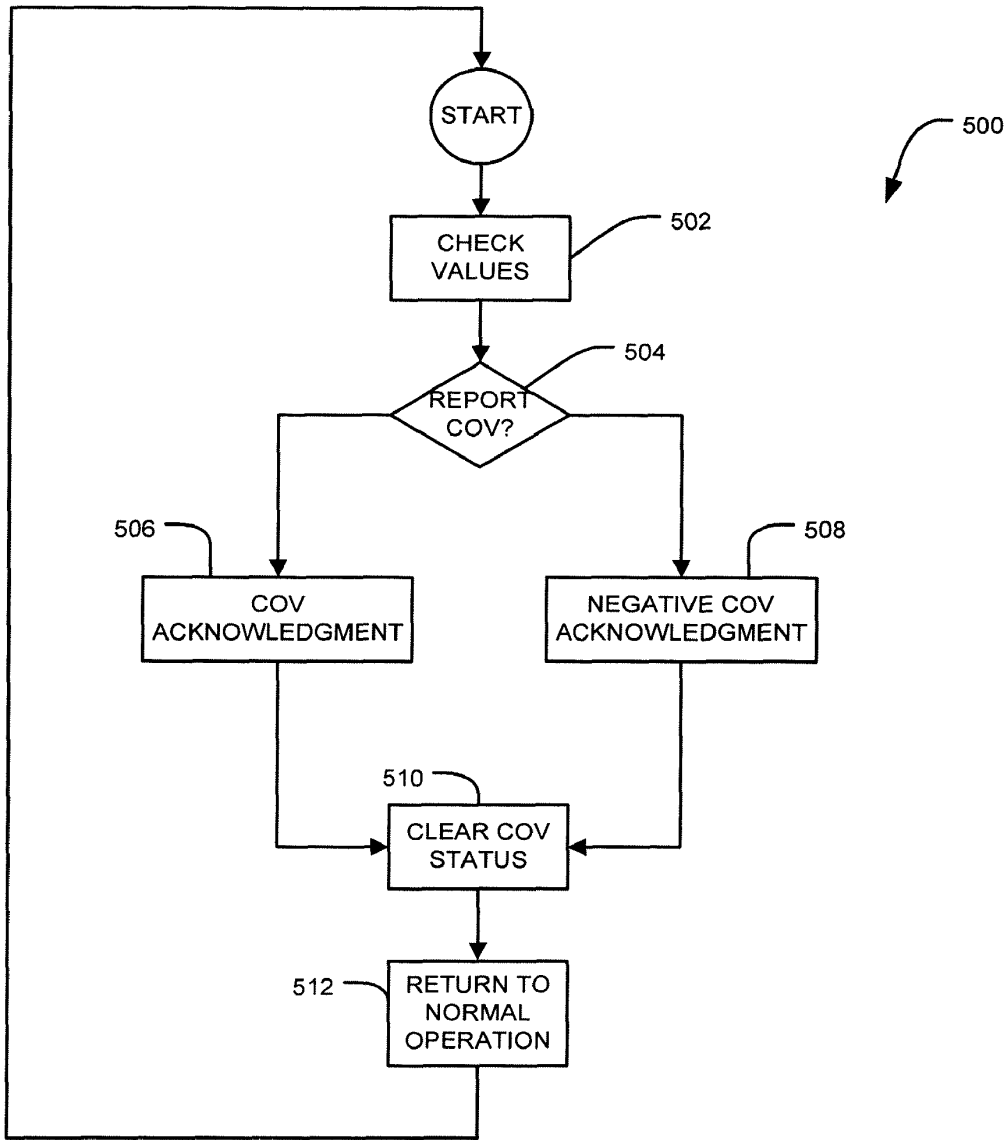 START
500
CHECK
VALUES
502
REPORT
COV?
504
506
COV
ACKNOWLEDGMENT
508
NEGATIVE COV
ACKNOWLEDGMENT
510
CLEAR COV
STATUS
512
RETURN TO
NORMAL
OPERATION